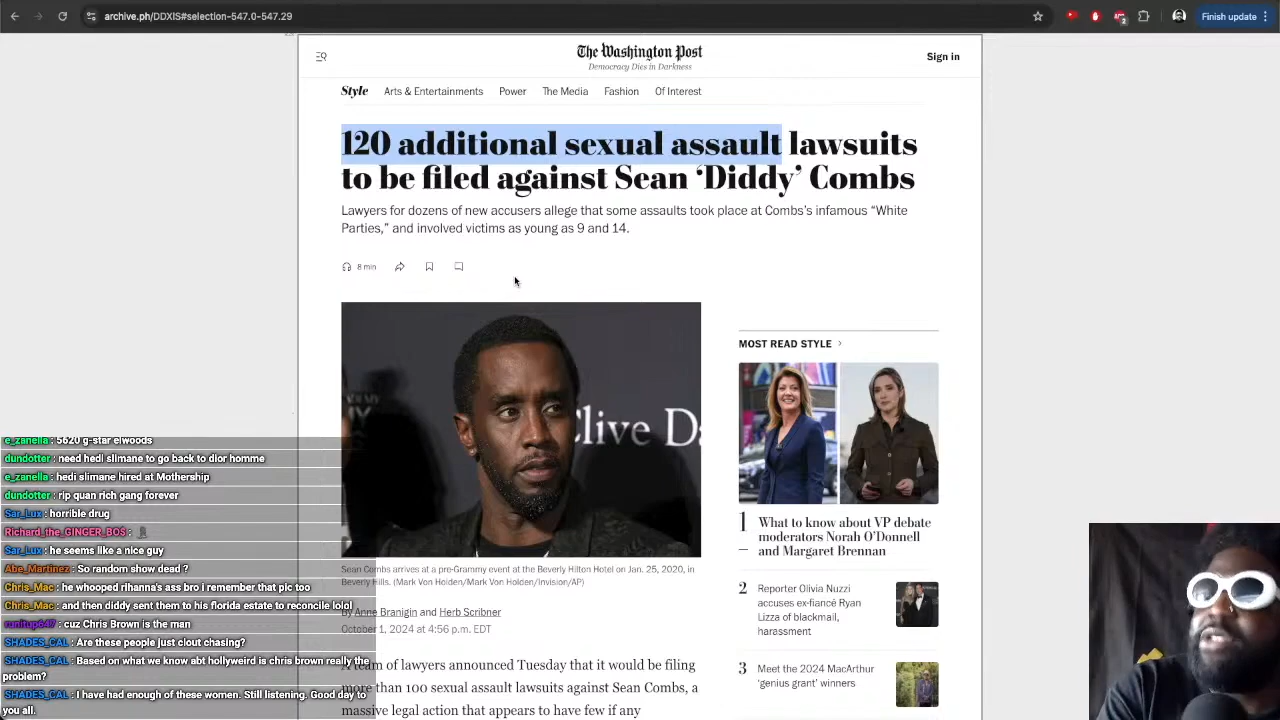 archive.ph/DDXIS#selection-547.0-547.29
Finish update
The Washington Post
Democracy Dies in Darkness
Sign in
Style Arts & Entertainments Power The Media Fashion Of Interest
120 additional sexual assault lawsuits
to be filed against Sean ‘Diddy’ Combs
Lawyers for dozens of new accusers allege that some assaults took place at Combs’s infamous “White
Parties,” and involved victims as young as 9 and 14.
8 min
Clive Da
Sean Combs arrives at a pre-Grammy event at the Beverly Hilton Hotel on Jan. 25, 2020, in
Beverly Hills. (Mark Von Holden/Mark Von Holden/Invision/AP)
By Anne Branigin and Herb Scribner
October 1, 2024 at 4:56 p.m. EDT
A team of lawyers announced Tuesday that it would be filing
more than 100 sexual assault lawsuits against Sean Combs, a
massive legal action that appears to have few if any
MOST READ STYLE
1 What to know about VP debate
moderators Norah O’Donnell
and Margaret Brennan
2 Reporter Olivia Nuzzi
accuses ex-fiancé Ryan
Lizza of blackmail,
harassment
3 Meet the 2024 MacArthur
‘genius grant’ winners
e_zanella : 5620 g-star elwoods
dundotter : need hedi slimane to go back to dior homme
e_zanella : hedi slimane hired at Mothership
dundotter : rip quan rich gang forever
Sar_Lux : horrible drug
Richard_the_GINGER_BO$ :
Sar_Lux : he seems like a nice guy
Abe_Martinez : So random show dead ?
Chris_Mac : he whooped rihanna's ass bro i remember that pic too
Chris_Mac : and then diddy sent them to his florida estate to reconcile lolol
runitup647 : cuz Chris Brown is the man
SHADES_CAL : Are these people just clout chasing?
SHADES_CAL : Based on what we know abt hollyweird is chris brown really the
problem?
SHADES_CAL : I have had enough of these women. Still listening. Good day to
you all.